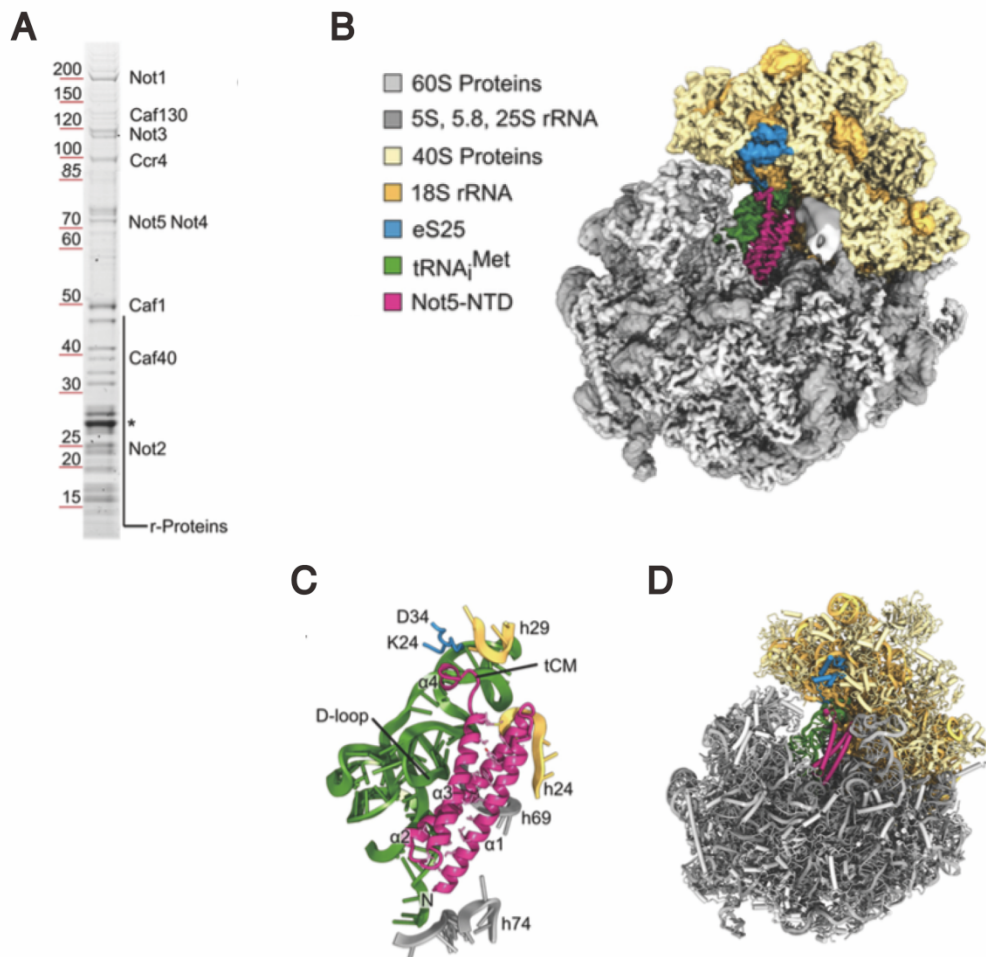 A
200
150
120
100
85
70
60
50
40
30
25
20
15
Not1
Caf130
Not3
Ccr4
Not5 Not4
Caf1
Caf40
*
Not2
r-Proteins
B
60S Proteins
5S, 5.8, 25S rRNA
40S Proteins
18S rRNA
eS25
tRNAiMet
Not5-NTD
C
D34
K24
h29
tCM
α4
D-loop
α3
h24
h69
α2
α1
N
h74
D